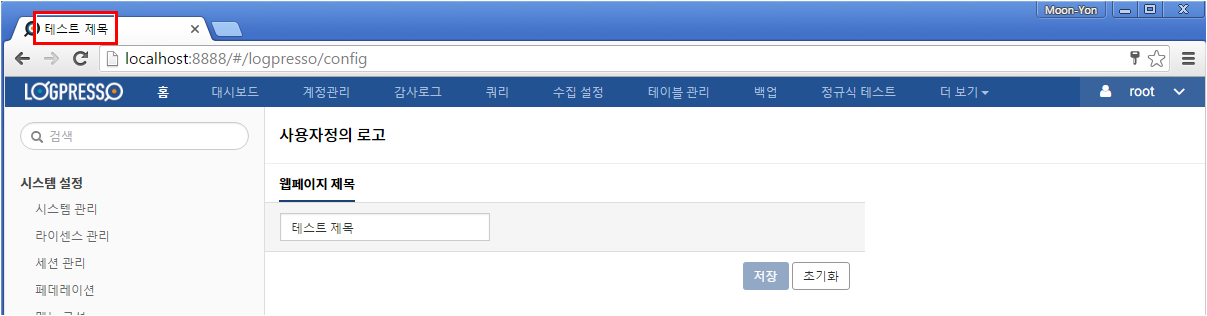 Moon-Yon
테스트 제목
localhost:8888/#/logpresso/config
LOGPRESSO 홈 대시보드 계정관리 감사로그 쿼리 수집 설정 테이블 관리 백업 정규식 테스트 더 보기 root
검색
사용자정의 로고
시스템 설정
웹페이지 제목
시스템 관리
테스트 제목
라이센스 관리
세션 관리
저장 초기화
페데레이션